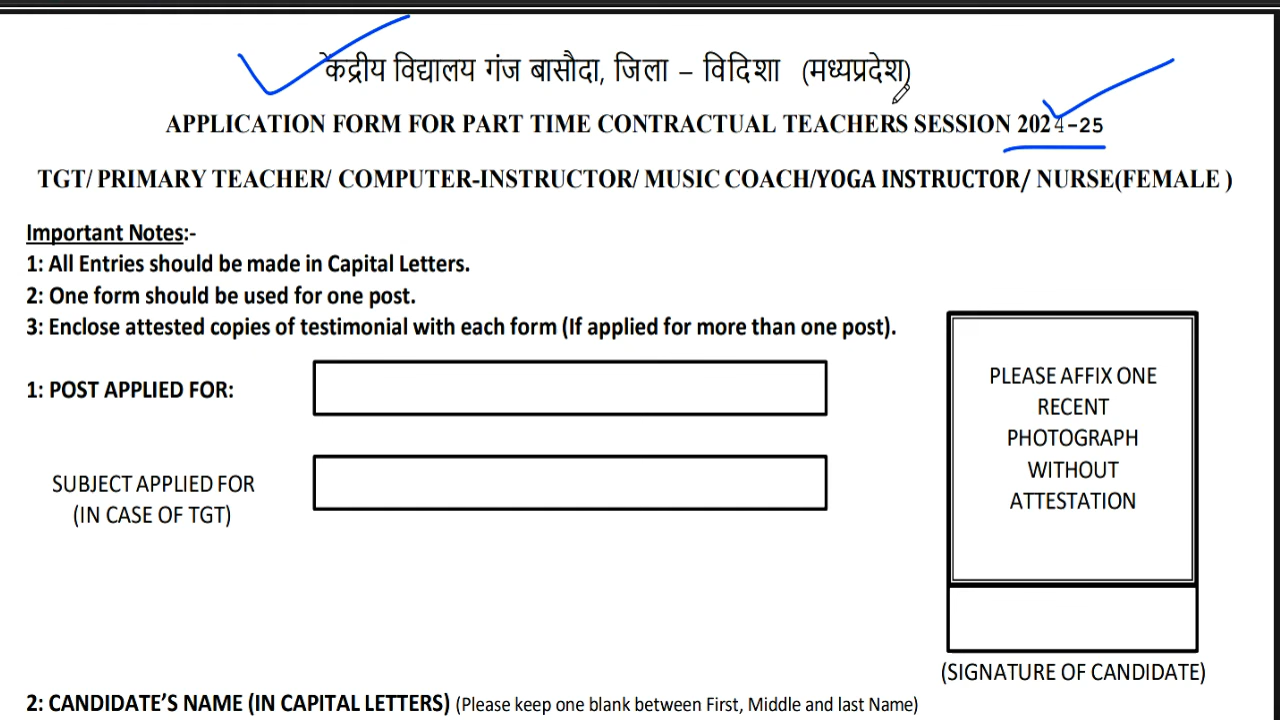 केंद्रीय विद्यालय गंज बासौदा, जिला – विदिशा (मध्यप्रदेश)
APPLICATION FORM FOR PART TIME CONTRACTUAL TEACHERS SESSION 2024-25
TGT/ PRIMARY TEACHER/ COMPUTER-INSTRUCTOR/ MUSIC COACH/YOGA INSTRUCTOR/ NURSE(FEMALE )
Important Notes:-
1: All Entries should be made in Capital Letters.
2: One form should be used for one post.
3: Enclose attested copies of testimonial with each form (If applied for more than one post).
1: POST APPLIED FOR:
SUBJECT APPLIED FOR
(IN CASE OF TGT)
PLEASE AFFIX ONE
RECENT
PHOTOGRAPH
WITHOUT
ATTESTATION
(SIGNATURE OF CANDIDATE)
2: CANDIDATE'S NAME (IN CAPITAL LETTERS) (Please keep one blank between First, Middle and last Name)